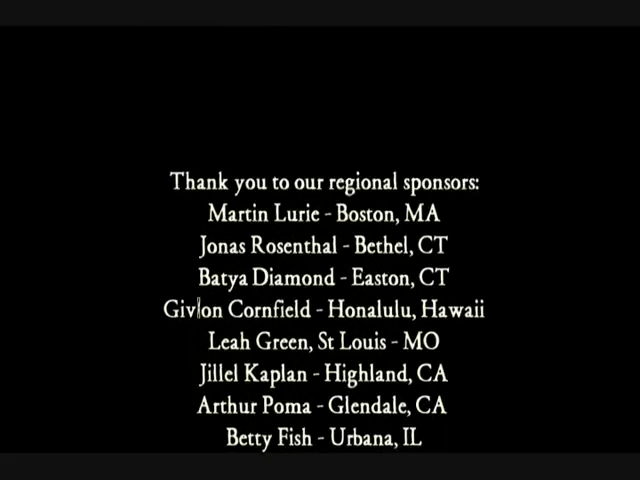 Thank you to our regional sponsors:
Martin Lurie - Boston, MA
Jonas Rosenthal - Bethel, CT
Batya Diamond - Easton, CT
Cornfield - Honalulu, Hawaii
Leah Green, St Louis - MO
Jillel Kaplan - Highland, CA
Arthur Poma - Glendale, CA
Betty Fish - Urbana, IL